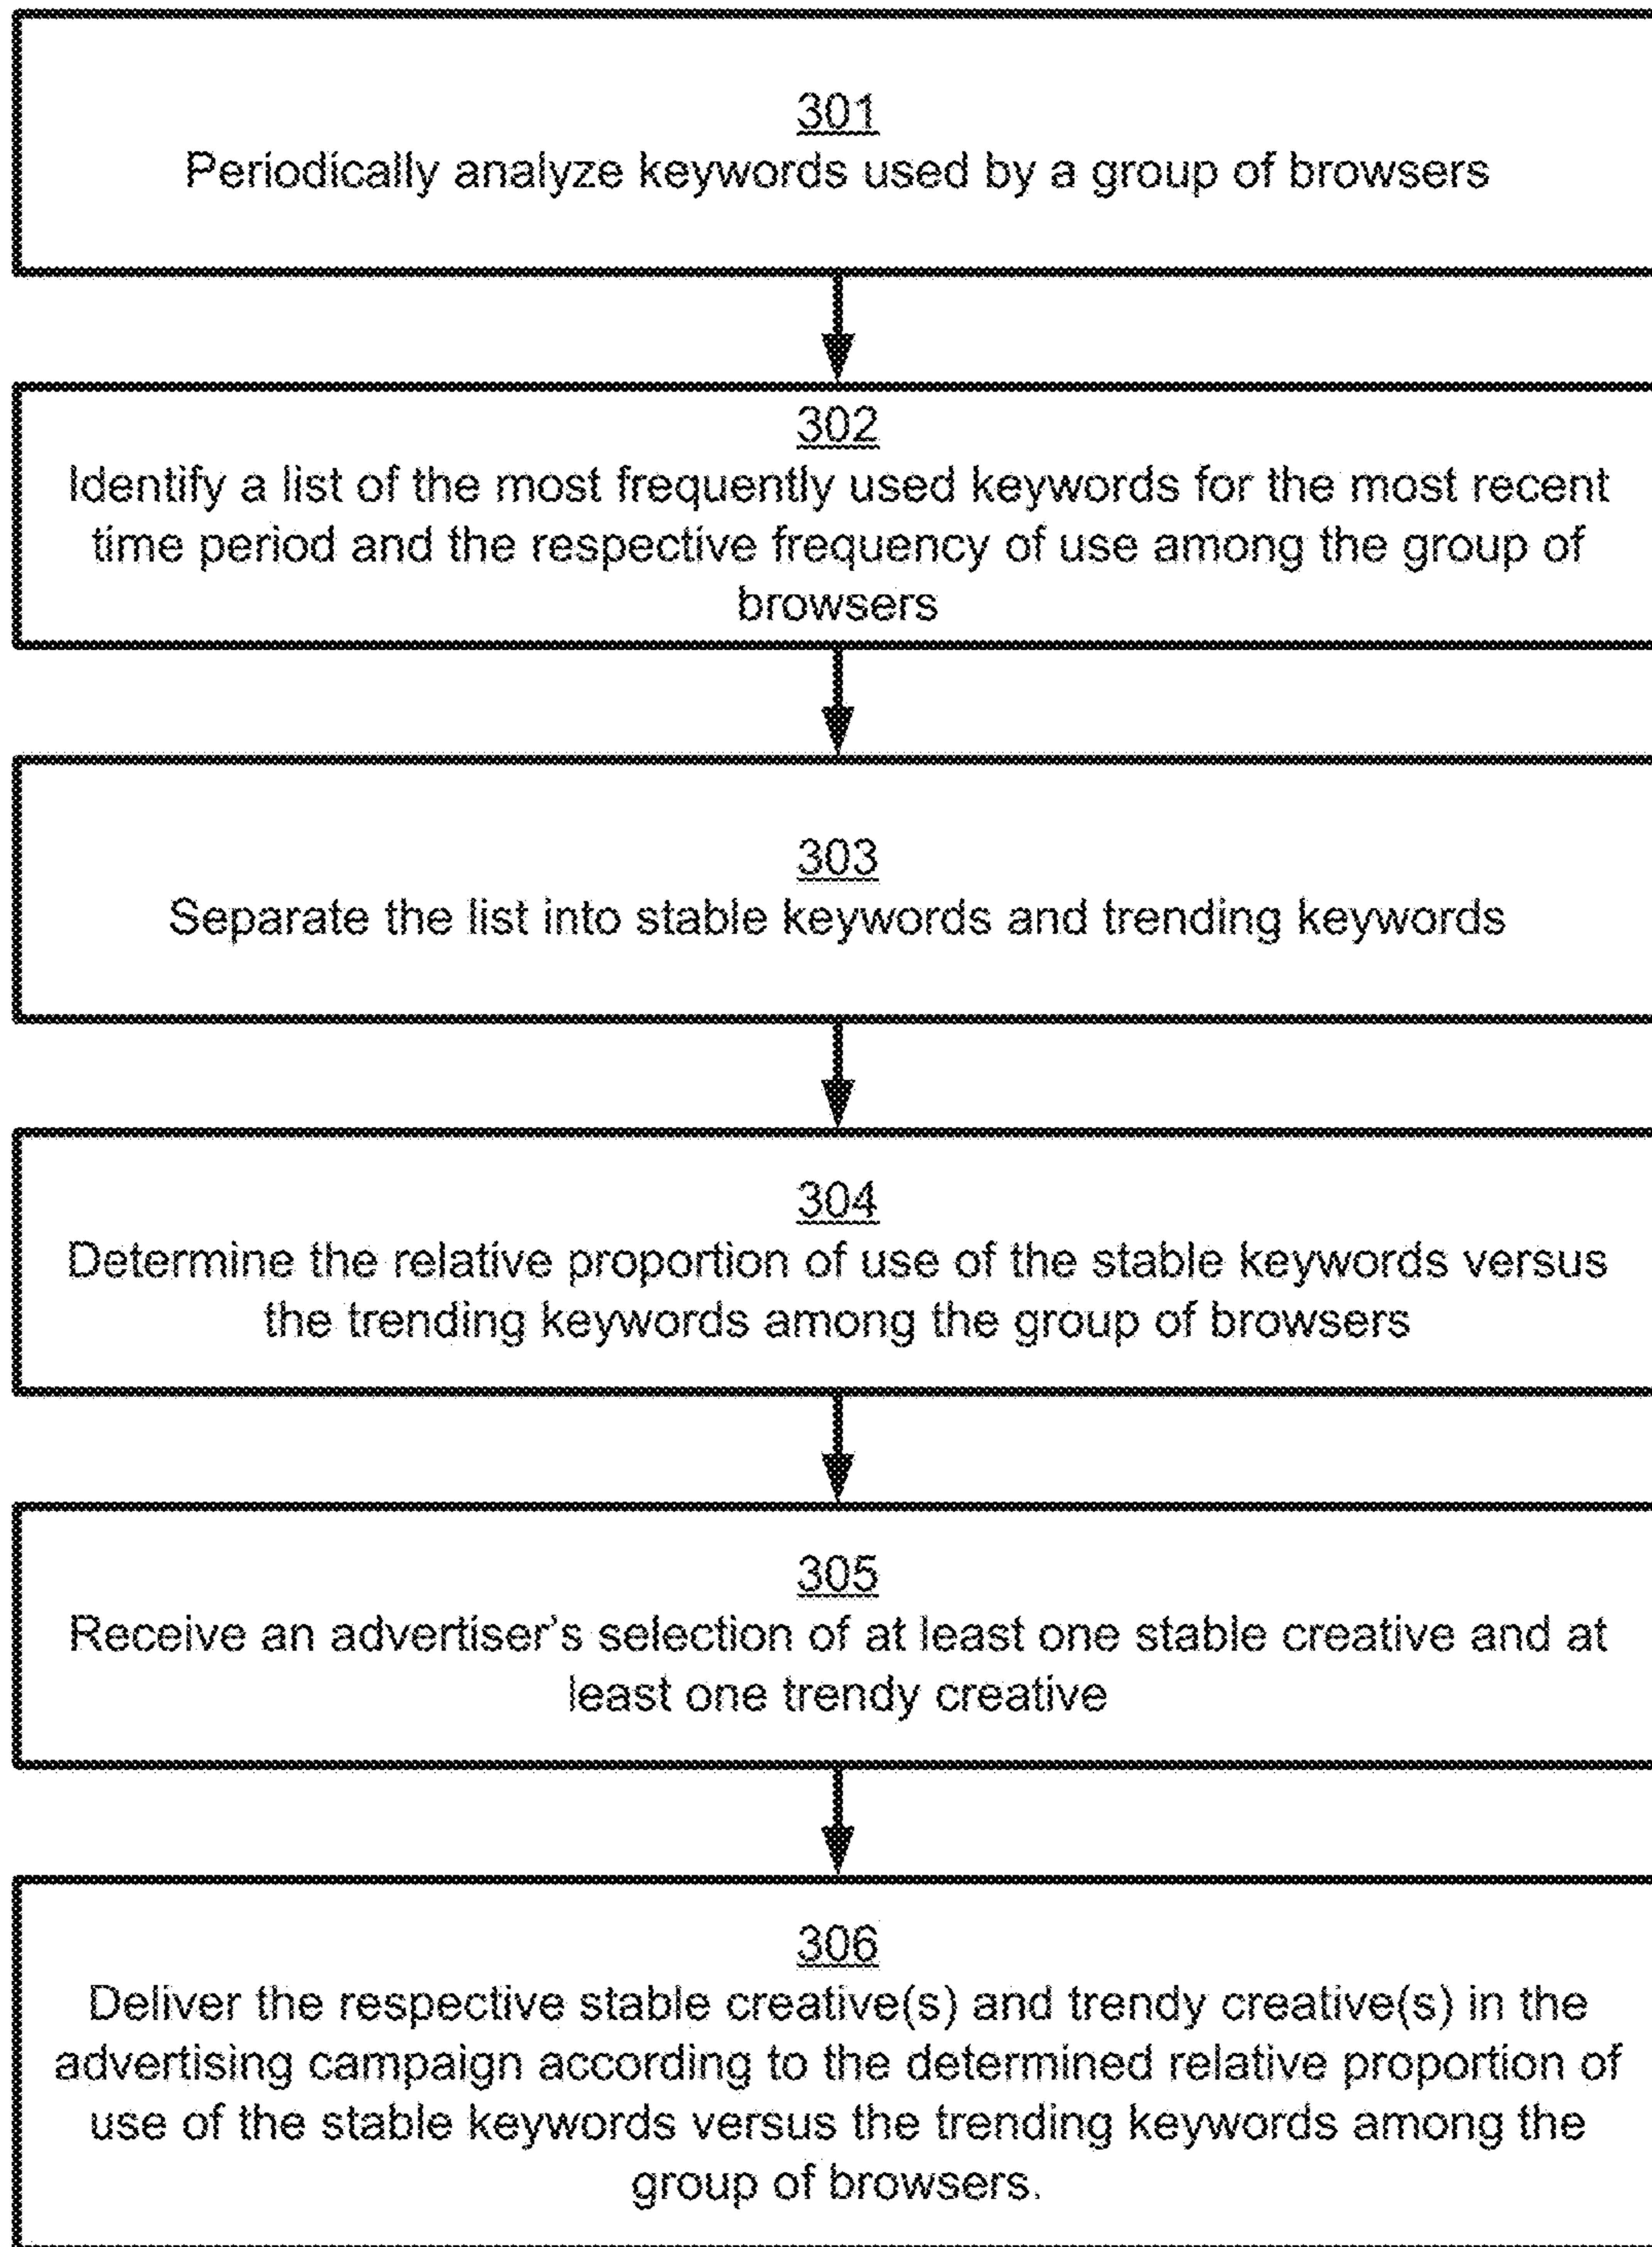 301
Periodically analyze keywords used by a group of browsers
302
Identify a list of the most frequently used keywords for the most recent
time period and the respective frequency of use among the group of
browsers
303
Separate the list into stable keywords and trending keywords
304
Determine the relative proportion of use of the stable keywords versus
the trending keywords among the group of browsers
305
Receive an advertiser's selection of at least one stable creative and at
least one trendy creative
306
Deliver the respective stable creative(s) and trendy creative(s) in the
advertising campaign according to the determined relative proportion of
use of the stable keywords versus the trending keywords among the
group of browsers.